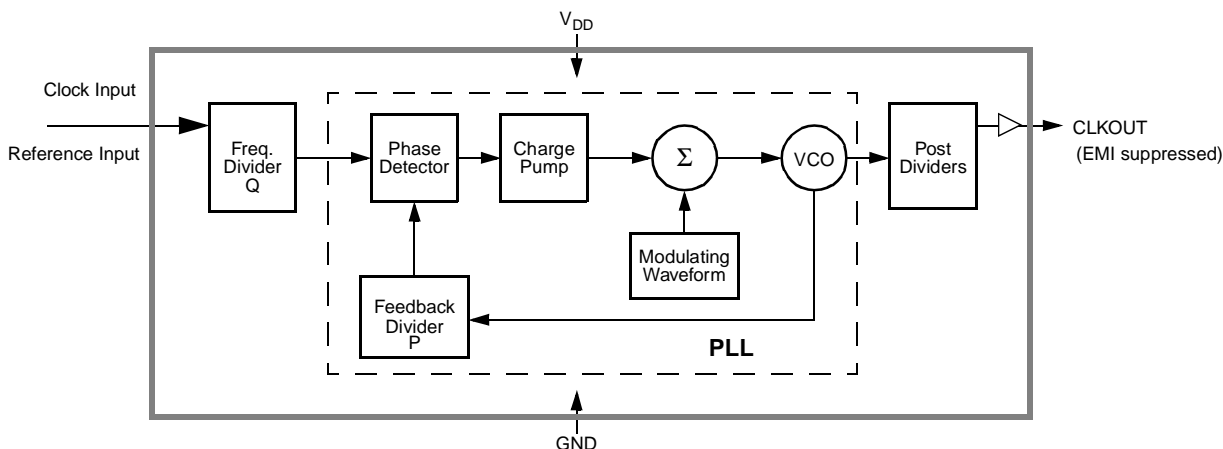 VDD
Clock Input
Reference Input
Freq.
Divider
Q
Phase
Detector
Charge
Pump
Σ
VCO
Post
Dividers
CLKOUT
(EMI suppressed)
Modulating
Waveform
Feedback
Divider
P
PLL
GND